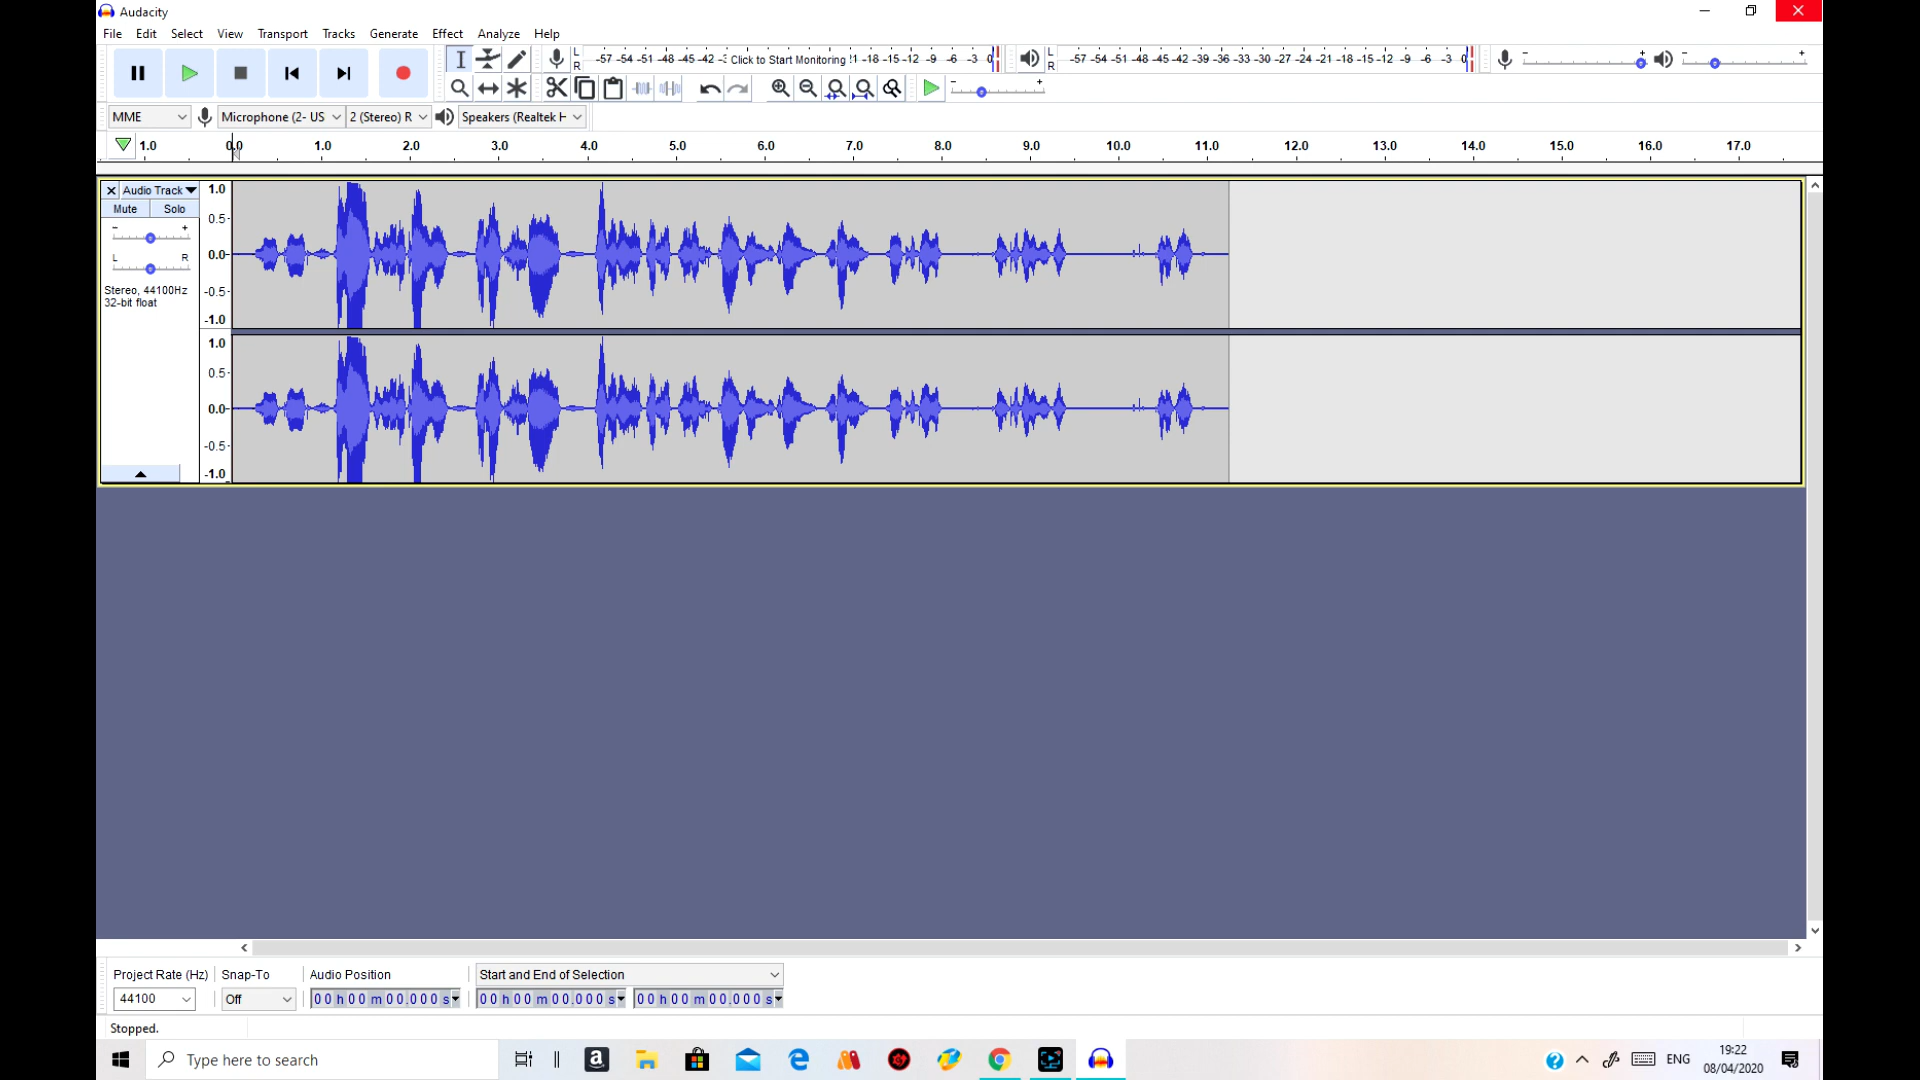 Audacity
File Edit Select View Transport Tracks Generate Effect Analyze Help
L
R
-57 -54 -51 -48 -45 -42 Click to Start Monitoring -18 -15 -12 -9 -6 -3 0
L
R
-57 -54 -51 -48 -45 -42 -39 -36 -33 -30 -27 -24 -21 -18 -15 -12 -9 -6 -3 0
MME Microphone (2- US 2 (Stereo) R Speakers (Realtek H
1.0 0.0 1.0 2.0 3.0 4.0 5.0 6.0 7.0 8.0 9.0 10.0 11.0 12.0 13.0 14.0 15.0 16.0 17.0
Audio Track
Mute Solo
- +
L R
Stereo, 44100Hz
32-bit float
1.0
0.5-
0.0-
-0.5-
-1.0
1.0
0.5-
0.0-
-0.5-
-1.0
Project Rate (Hz) Snap-To Audio Position Start and End of Selection
44100 Off 00 h 00 m 00.000 s 00 h 00 m 00.000 s 00 h 00 m 00.000 s
Stopped.
Type here to search
a
ENG
19:22
08/04/2020